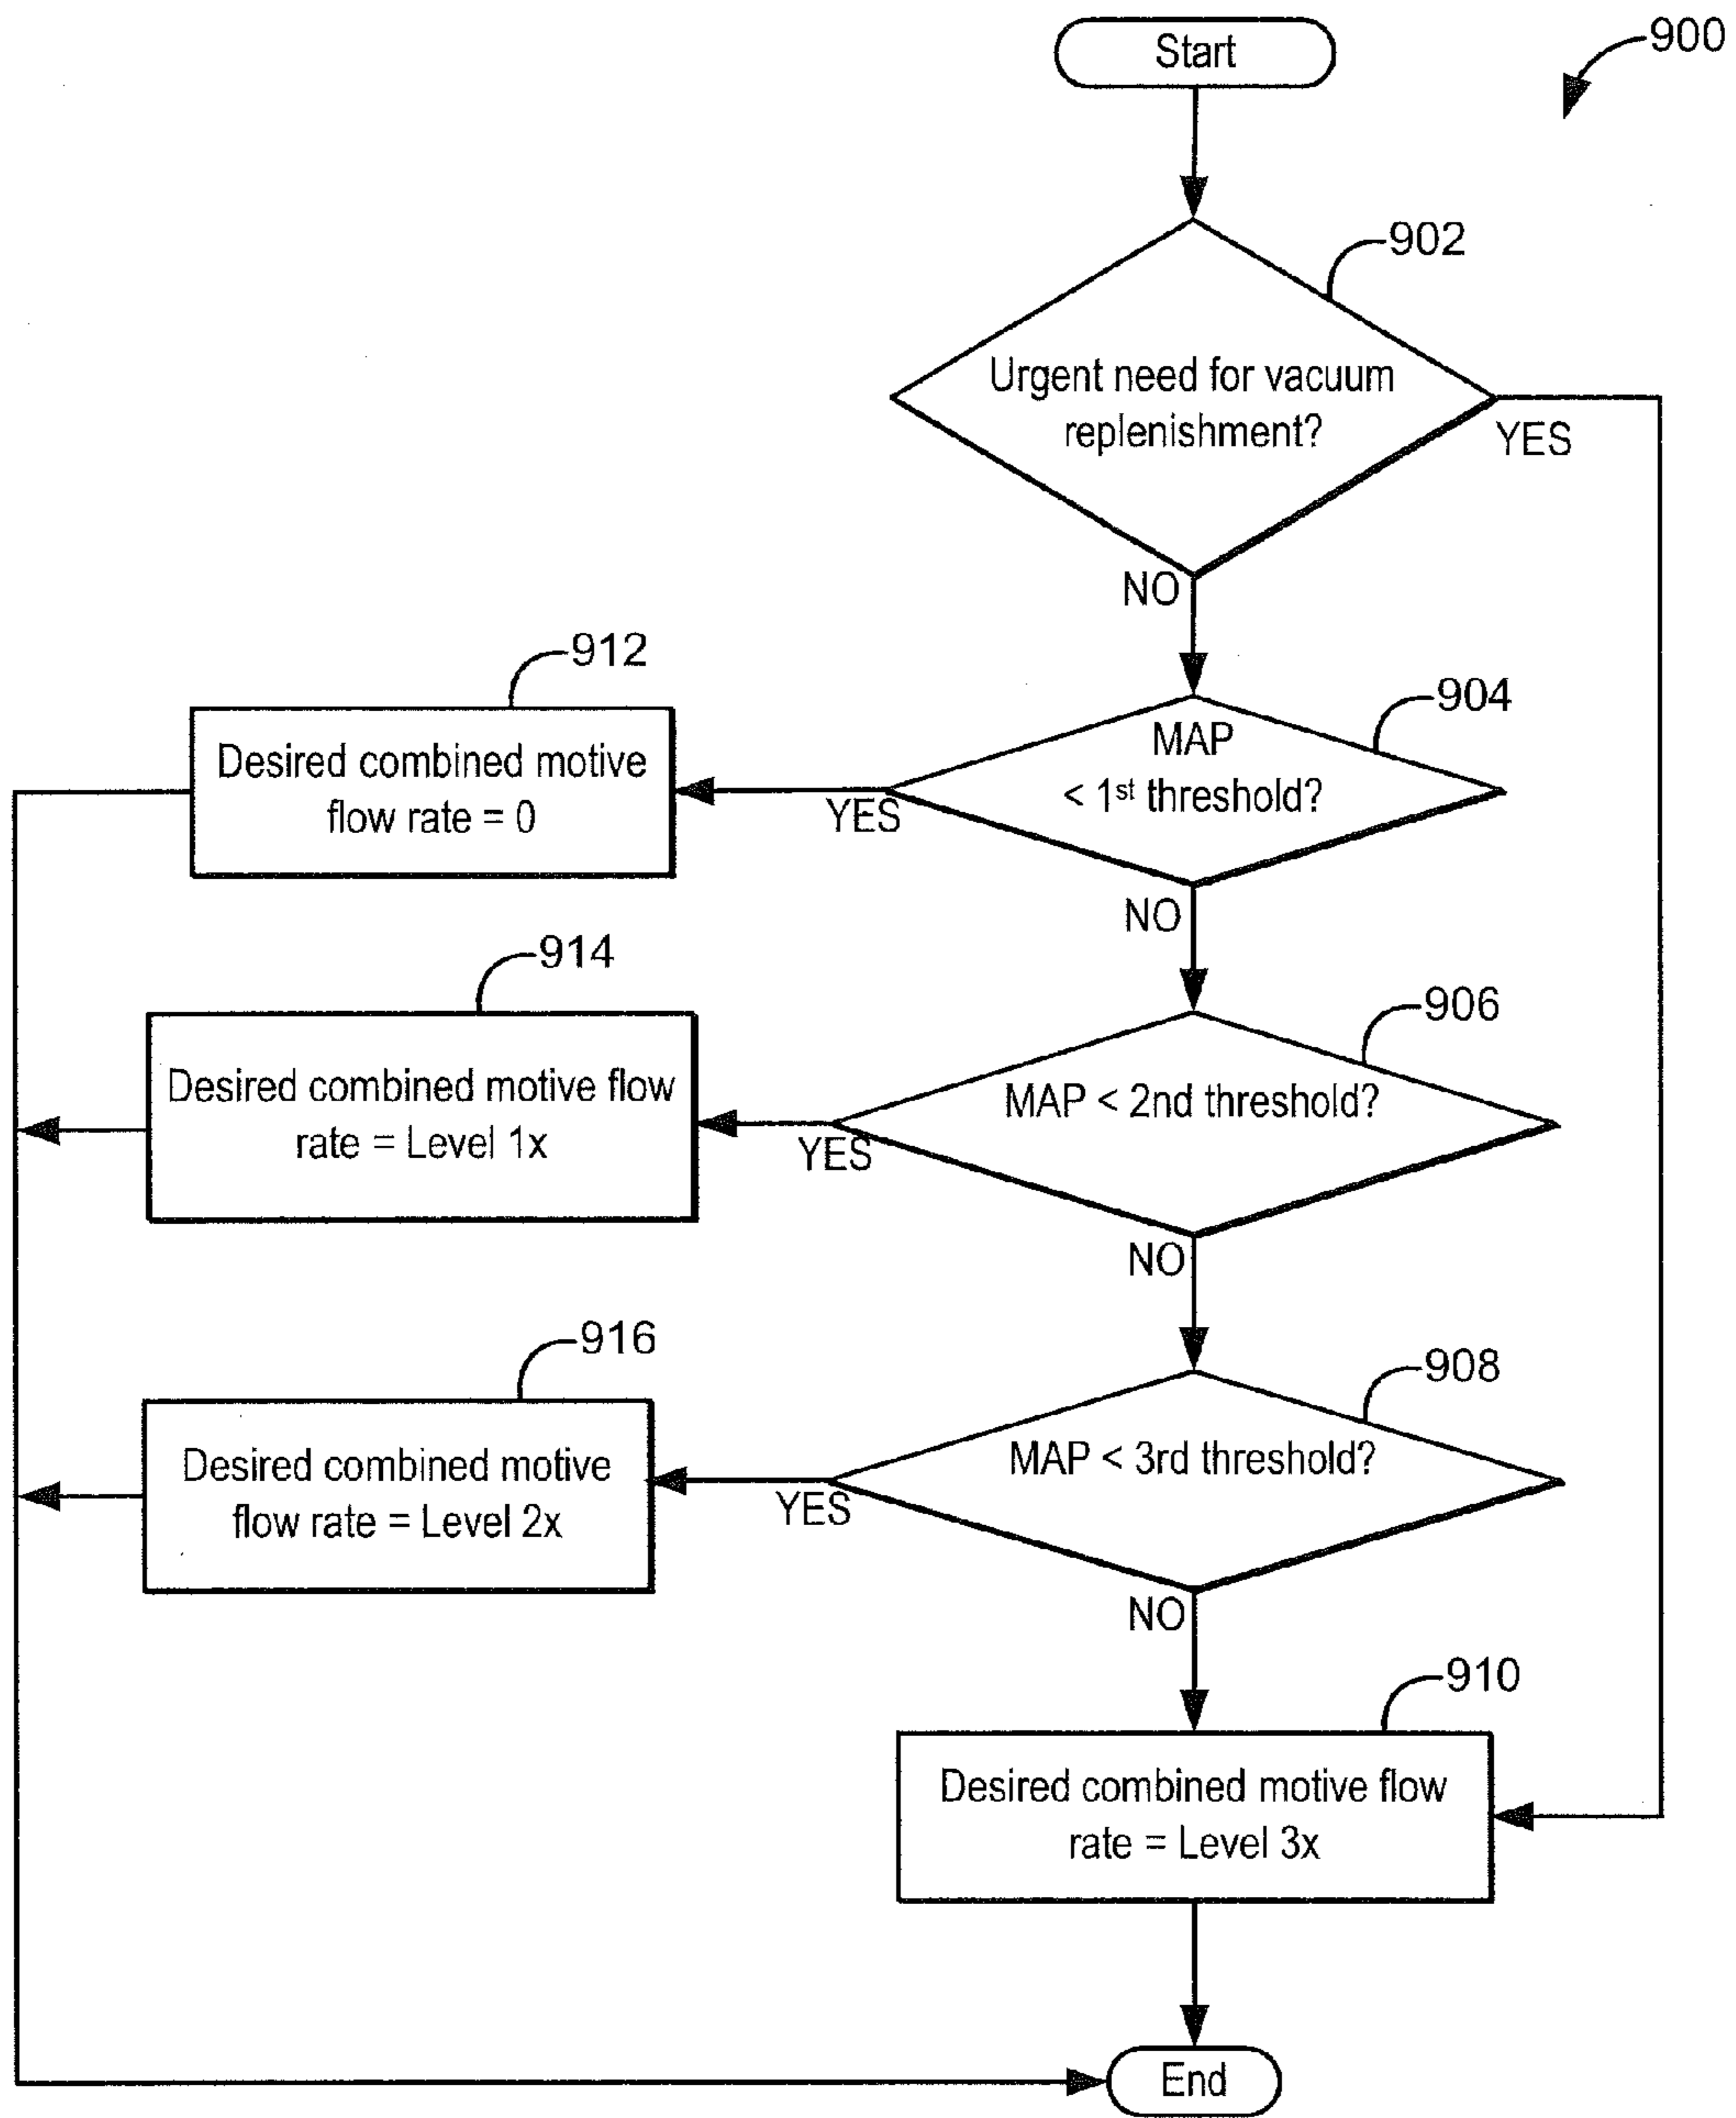 Start
900
902
Urgent need for vacuum
replenishment?
YES
NO
912
904
Desired combined motive
flow rate = 0
MAP
< 1st threshold?
YES
NO
914
906
Desired combined motive flow
rate = Level 1x
MAP < 2nd threshold?
YES
NO
916
908
Desired combined motive
flow rate = Level 2x
MAP < 3rd threshold?
YES
NO
910
Desired combined motive flow
rate = Level 3x
End